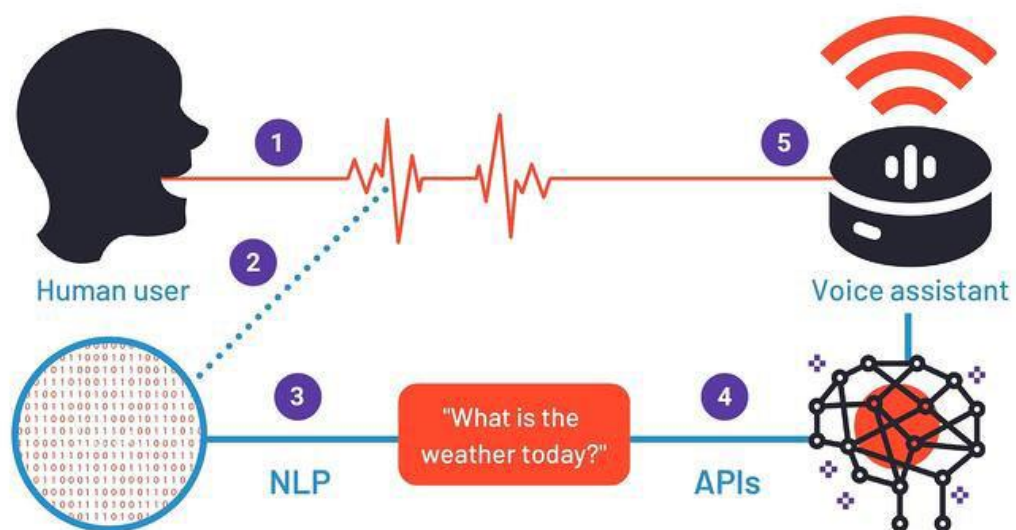 1
5
2
Human user
Voice assistant
3
4
"What is the
weather today?"
NLP
APIs